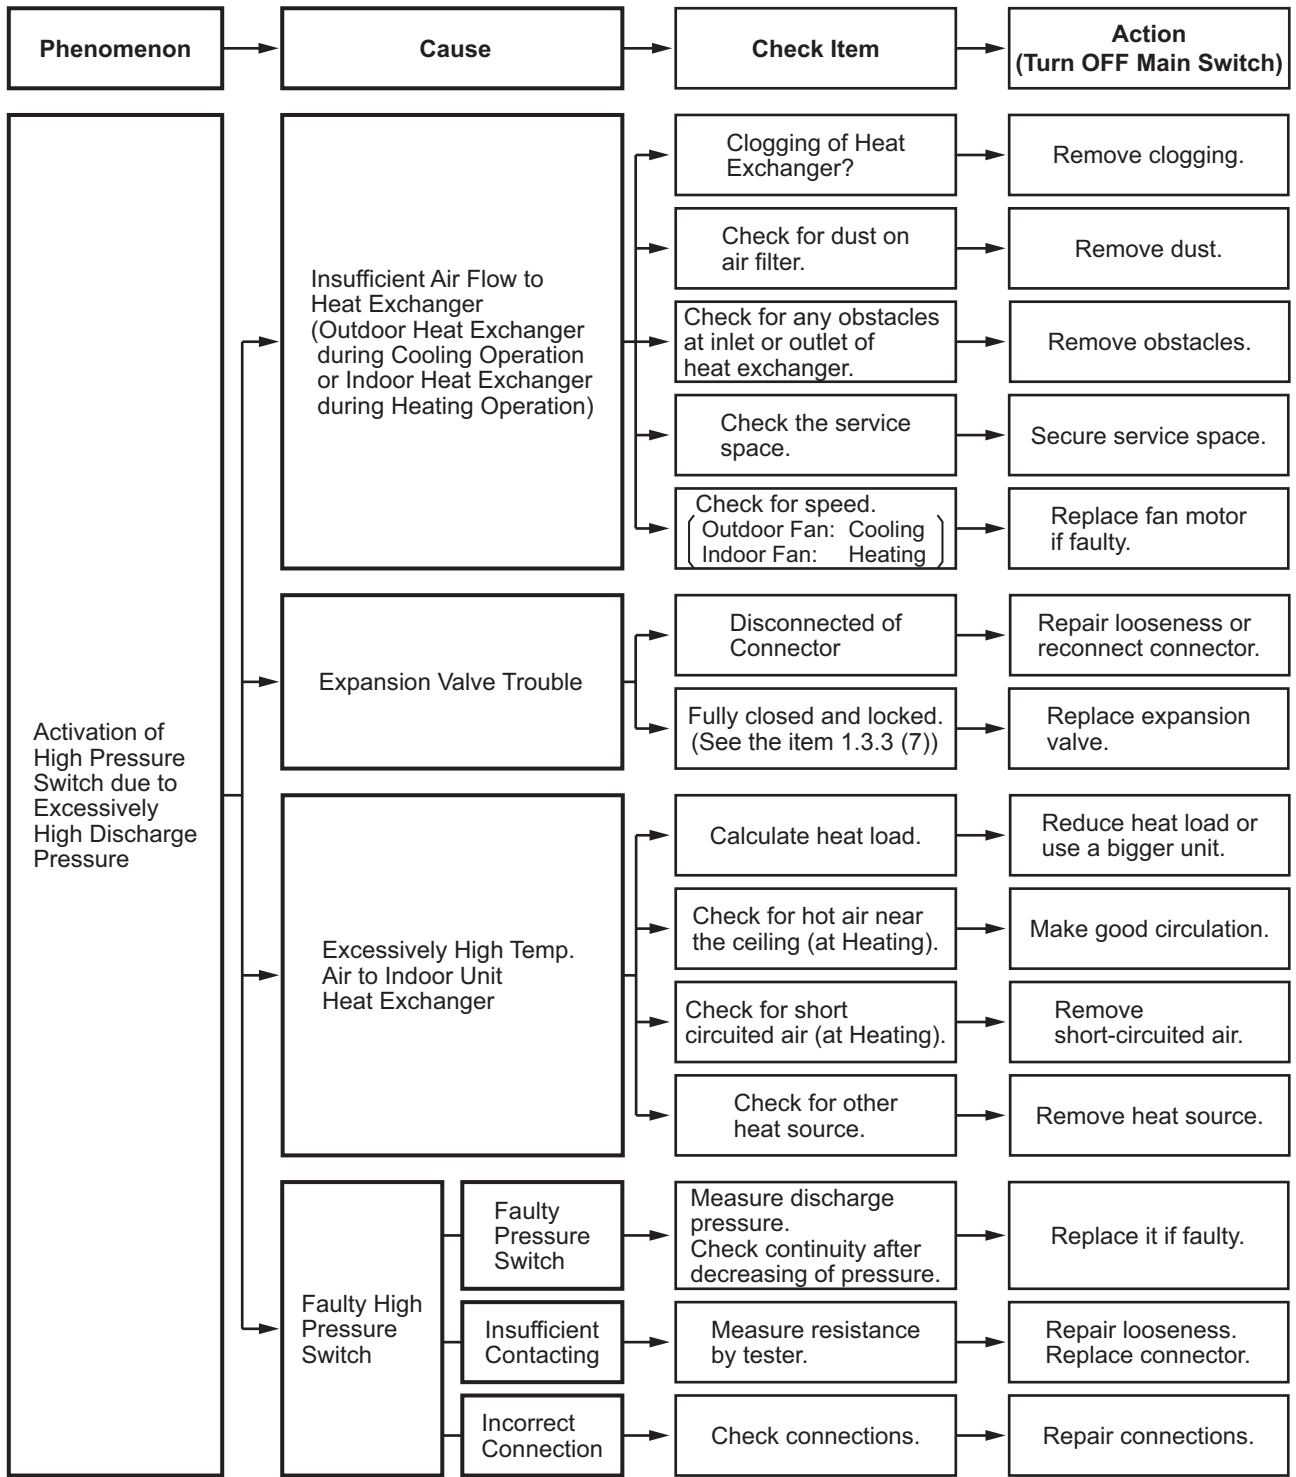 Phenomenon
Cause
Check Item
Action
(Turn OFF Main Switch)
Activation of
High Pressure
Switch due to
Excessively
High Discharge
Pressure
Insufficient Air Flow to
Heat Exchanger
(Outdoor Heat Exchanger
during Cooling Operation
or Indoor Heat Exchanger
during Heating Operation)
Clogging of Heat
Exchanger?
Remove clogging.
Check for dust on
air filter.
Remove dust.
Check for any obstacles
at inlet or outlet of
heat exchanger.
Remove obstacles.
Check the service
space.
Secure service space.
Check for speed.
Outdoor Fan: Cooling
Indoor Fan: Heating
Replace fan motor
if faulty.
Expansion Valve Trouble
Disconnected of
Connector
Repair looseness or
reconnect connector.
Fully closed and locked.
(See the item 1.3.3 (7))
Replace expansion
valve.
Excessively High Temp.
Air to Indoor Unit
Heat Exchanger
Calculate heat load.
Reduce heat load or
use a bigger unit.
Check for hot air near
the ceiling (at Heating).
Make good circulation.
Check for short
circuited air (at Heating).
Remove
short-circuited air.
Check for other
heat source.
Remove heat source.
Faulty High
Pressure
Switch
Faulty
Pressure
Switch
Measure discharge
pressure.
Check continuity after
decreasing of pressure.
Replace it if faulty.
Insufficient
Contacting
Measure resistance
by tester.
Repair looseness.
Replace connector.
Incorrect
Connection
Check connections.
Repair connections.